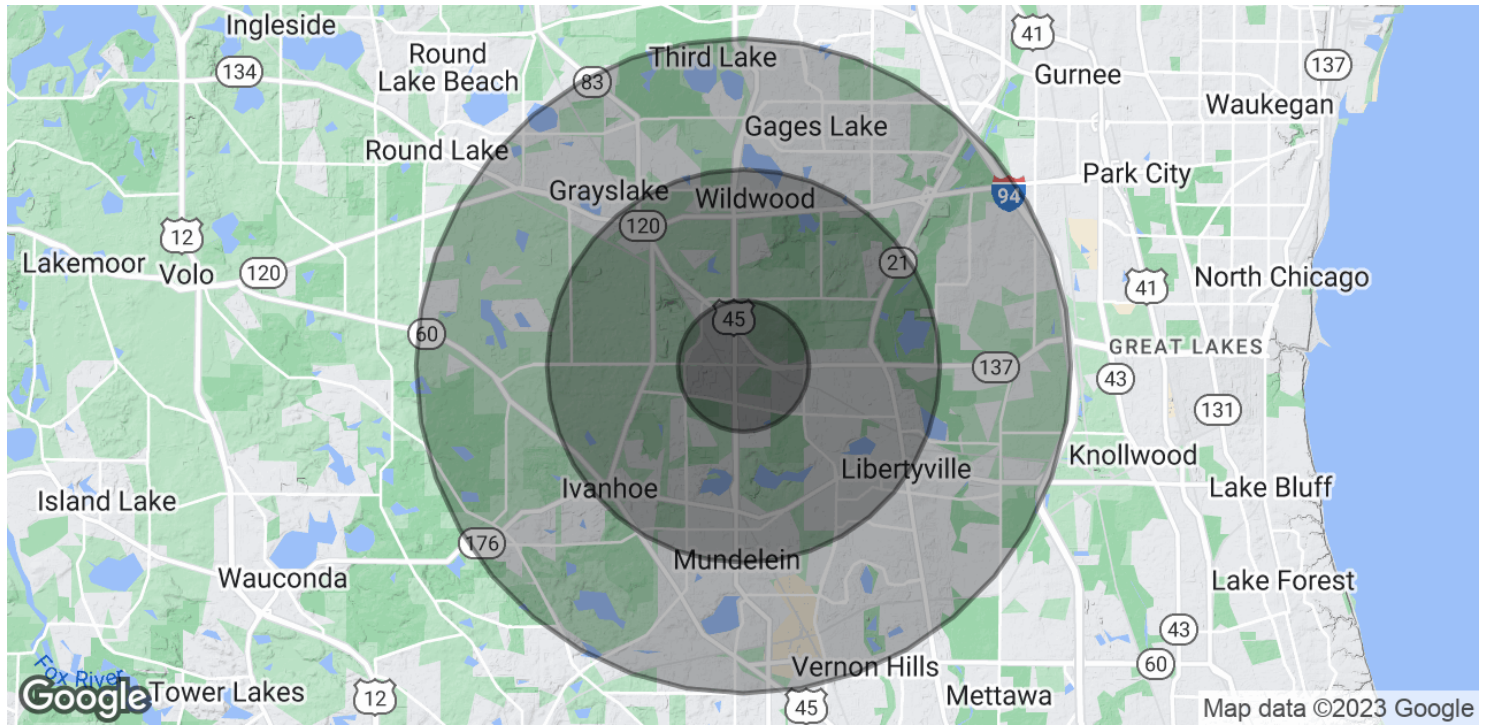 Ingleside
41
Third Lake
Round
Lake Beach
134
83
137
Gurnee
Waukegan
Gages Lake
Round Lake
Park City
Grayslake
Wildwood
94
120
12
Lakemoor
Volo
120
21
North Chicago
41
45
60
GREAT LAKES
137
43
131
Knollwood
Libertyville
Ivanhoe
Lake Bluff
Island Lake
176
Mundelein
Wauconda
Lake Forest
43
Fox River
Vernon Hills
60
Google
Tower Lakes
12
Mettawa
45
Map data ©2023 Google